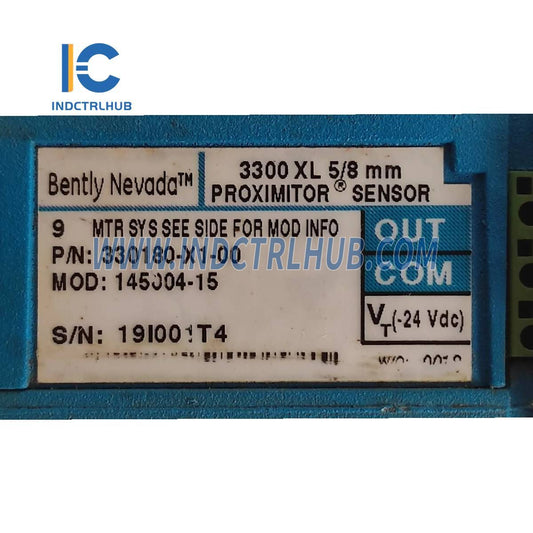 INDCTRLHUB
Bently Nevada™
3300 XL 5/8 mm
PROXIMITOR® SENSOR
9 MTR SYS SEE SIDE FOR MOD INFO
P/N: 330180-X1-00
MOD: 145004-15
S/N: 19I001T4
OUT
COM
VT(-24 Vdc)
WWW.INDCTRLHUB.COM